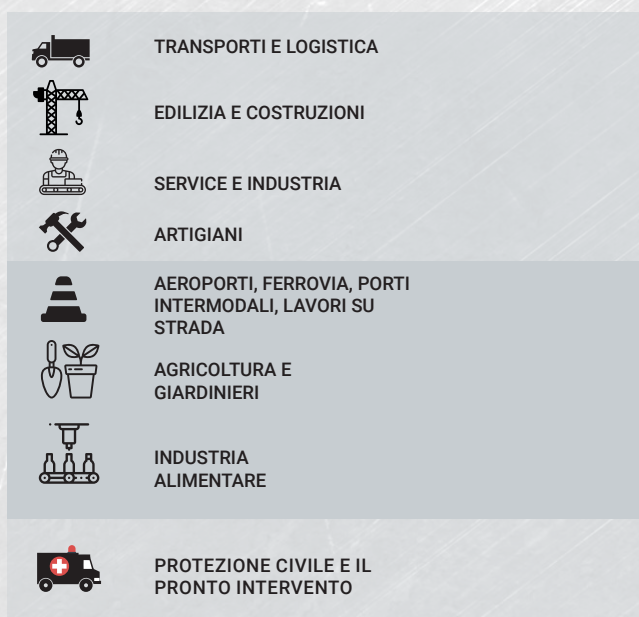 TRANSPORTI E LOGISTICA
EDILIZIA E COSTRUZIONI
SERVICE E INDUSTRIA
ARTIGIANI
AEROPORTI, FERROVIA, PORTI
INTERMODALI, LAVORI SU
STRADA
AGRICOLTURA E
GIARDINIERI
INDUSTRIA
ALIMENTARE
PROTEZIONE CIVILE E IL
PRONTO INTERVENTO